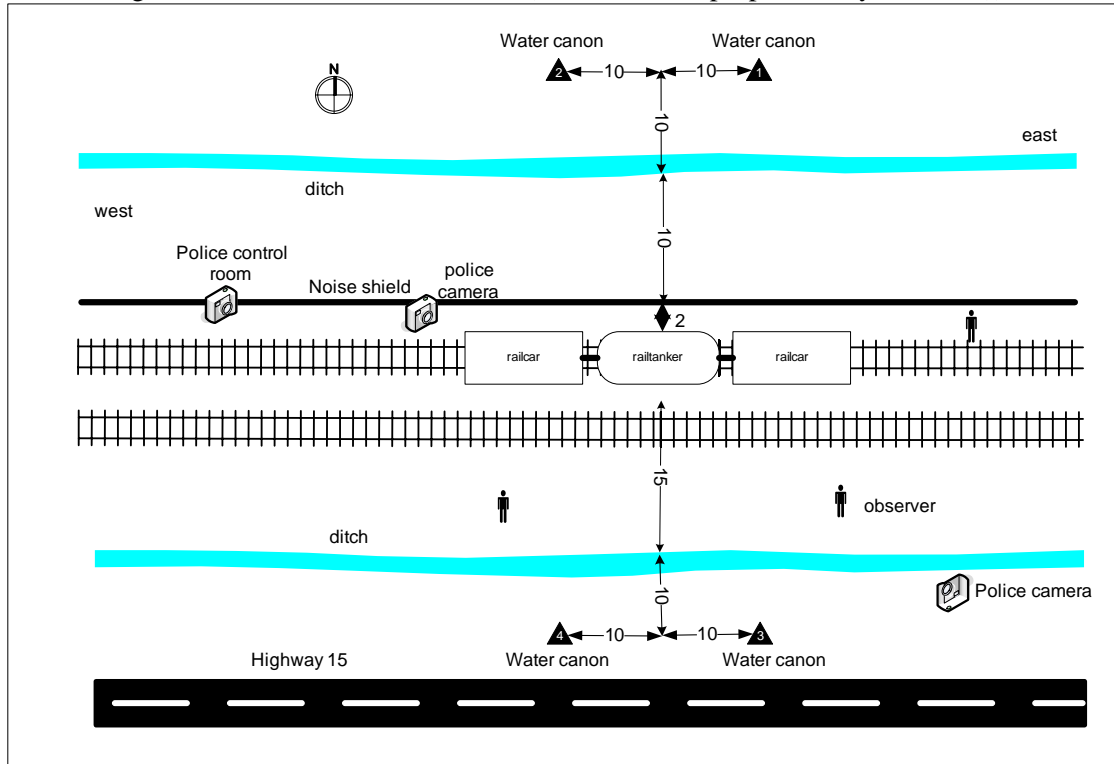 Water canon
Water canon
2
10
10
1
N
10
east
ditch
west
10
Police control
room
Noise shield
police
camera
2
railcar
railtanker
railcar
15
observer
ditch
Police camera
10
4
10
10
3
Highway 15
Water canon
Water canon